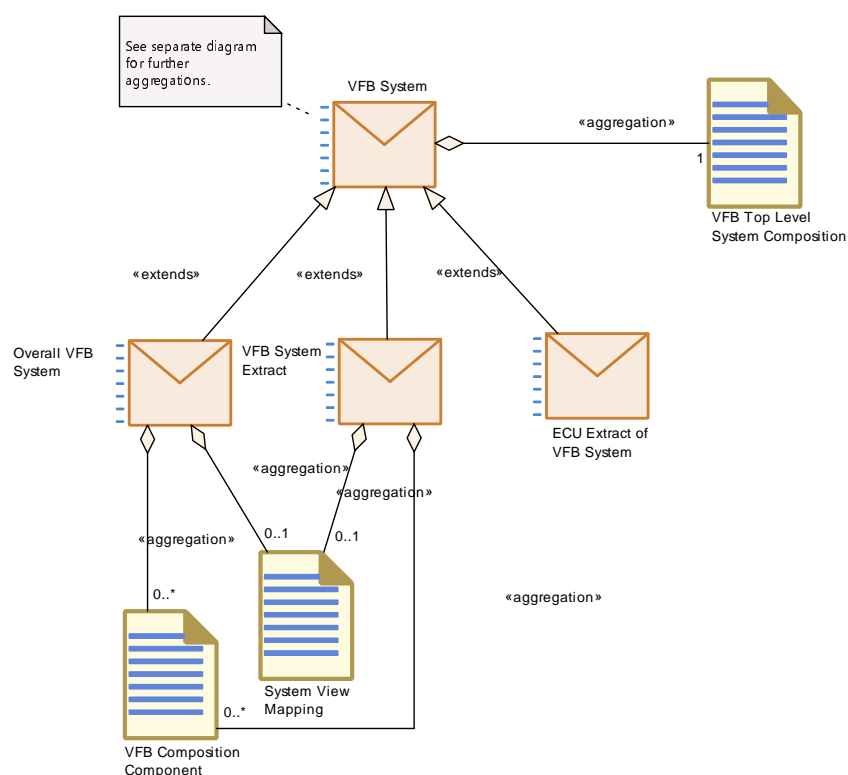 See separate diagram
for further
aggregations.
VFB System
«aggregation»
1
VFB Top Level
System Composition
«extends»
«extends»
«extends»
Overall VFB
System
VFB System
Extract
ECU Extract of
VFB System
«aggregation»
«aggregation»
«aggregation»
0..1
0..1
0..*
«aggregation»
System View
Mapping
0..*
VFB Composition
Component